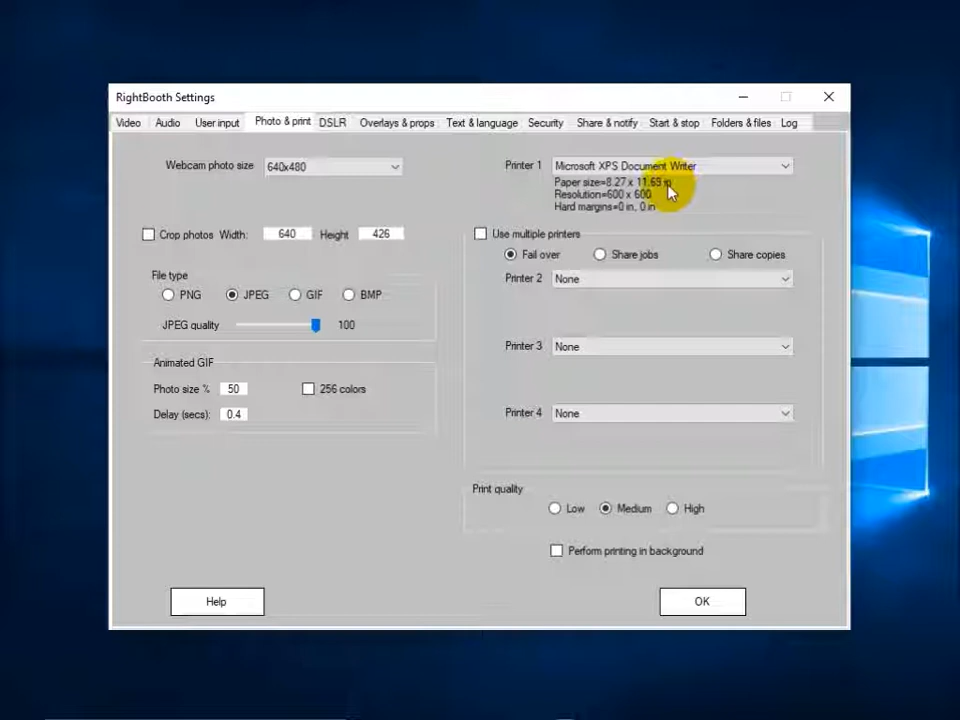 RightBooth Settings
Video Audio User input Photo & print DSLR Overlays & props Text & language Security Share & notify Start & stop Folders & files Log
Webcam photo size 640x480
Crop photos Width: 640 Height 426
File type
PNG JPEG GIF BMP
JPEG quality 100
Animated GIF
Photo size % 50 256 colors
Delay (secs): 0.4
Printer 1 Microsoft XPS Document Writer
Paper size=8.27 x 11.69 in
Resolution=600 x 600
Hard margins=0 in, 0 in
Use multiple printers
Fail over Share jobs Share copies
Printer 2 None
Printer 3 None
Printer 4 None
Print quality
Low Medium High
Perform printing in background
Help OK